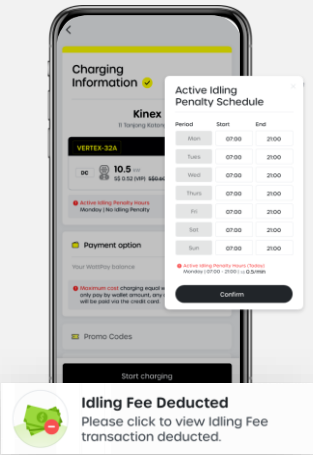 Charging
Information
Kinex
11 Tanjong Katong
VERTEX-32A
DC
10.5
S$ 0.52 (VIP)
Active Idling Penalty Hours
Monday | No Idling Penalty
Payment option
Your WattPay balance
Maximum cost charging equal
only pay by wallet amount, any
will be paid via the credit card
Promo Codes
Start charging
Active Idling
Penalty Schedule
Period Start End
Mon 07:00 21:00
Tues 07:00 21:00
Wed 07:00 21:00
Thurs 07:00 21:00
Fri 07:00 21:00
Sat 07:00 21:00
Sun 07:00 21:00
Active Idling Penalty Hours (Today)
Monday | 07:00 - 21:00 | 0.5/min
Confirm
Idling Fee Deducted
Please click to view Idling Fee
transaction deducted.